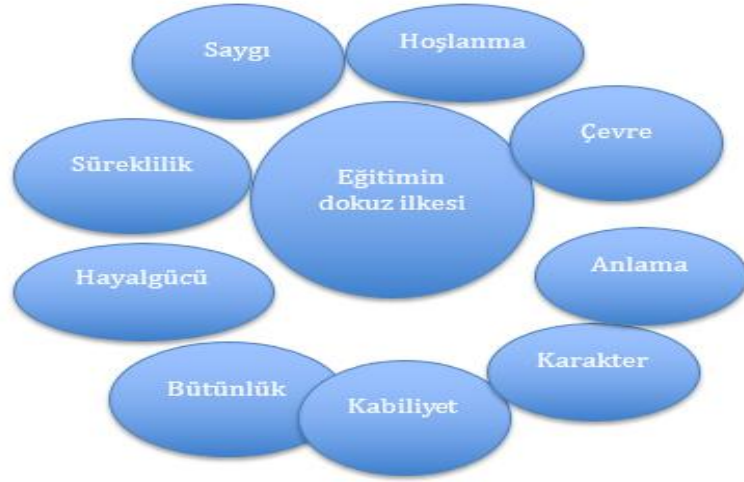 Saygı
Hoşlanma
Çevre
Süreklilik
Eğitimin
dokuz ilkesi
Anlama
Hayalgücü
Karakter
Bütünlük
Kabiliyet